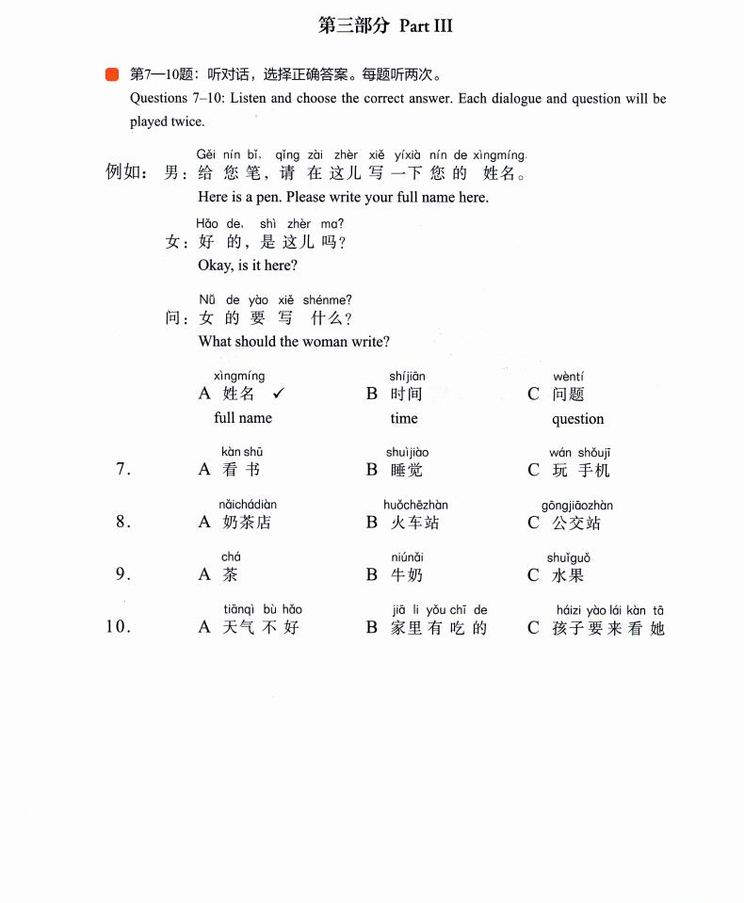 第三部分 Part III
第7—10题：听对话，选择正确答案。每题听两次。
Questions 7–10: Listen and choose the correct answer. Each dialogue and question will be
played twice.
Gěi nín bǐ, qǐng zài zhèr xiě yíxià nín de xìngmíng.
例如： 男：给 您 笔，请 在 这儿 写 一下 您 的 姓名。
Here is a pen. Please write your full name here.
Hǎo de, shì zhèr ma?
女：好 的，是 这儿 吗？
Okay, is it here?
Nǚ de yào xiě shénme?
问：女 的 要 写 什么？
What should the woman write?
xìngmíng shíjiān wèntí
A 姓名 ✓ B 时间 C 问题
full name time question
kàn shū shuìjiào wán shǒujī
7. A 看 书 B 睡觉 C 玩 手机
nǎichádiàn huǒchēzhàn gōngjiāozhàn
8. A 奶茶店 B 火车站 C 公交站
chá niúnǎi shuǐguǒ
9. A 茶 B 牛奶 C 水果
tiānqì bù hǎo jiā li yǒu chī de háizi yào lái kàn tā
10. A 天气 不 好 B 家里 有 吃 的 C 孩子 要 来 看 她